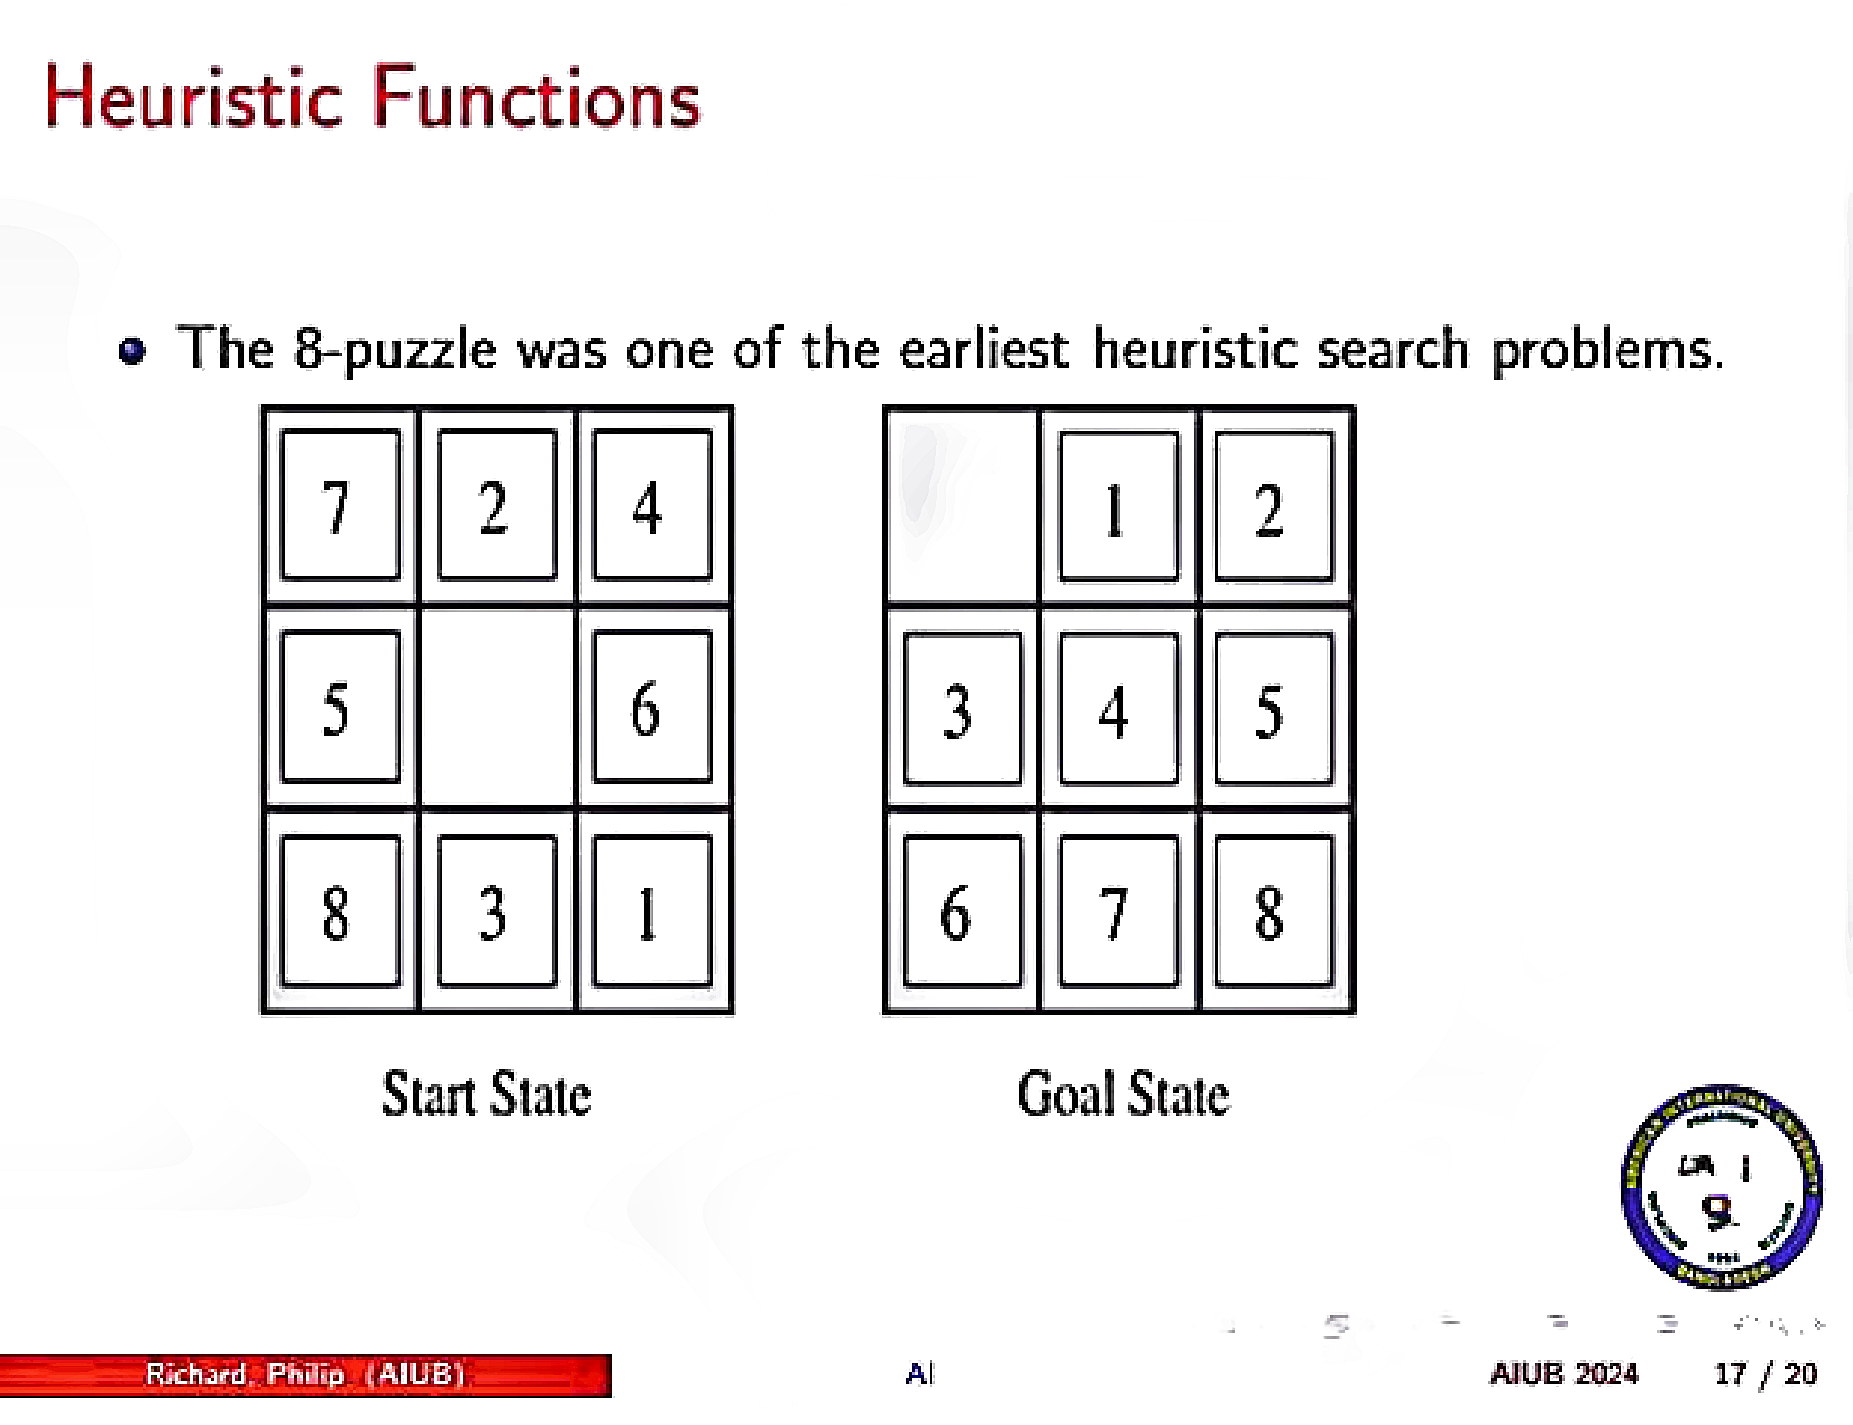 Heuristic Functions
The 8-puzzle was one of the earliest heuristic search problems.
7 2 4
5 6
8 3 1
Start State
1 2
3 4 5
6 7 8
Goal State
Richard, Philip (AIUB)
AI
AIUB 2024
17 / 20